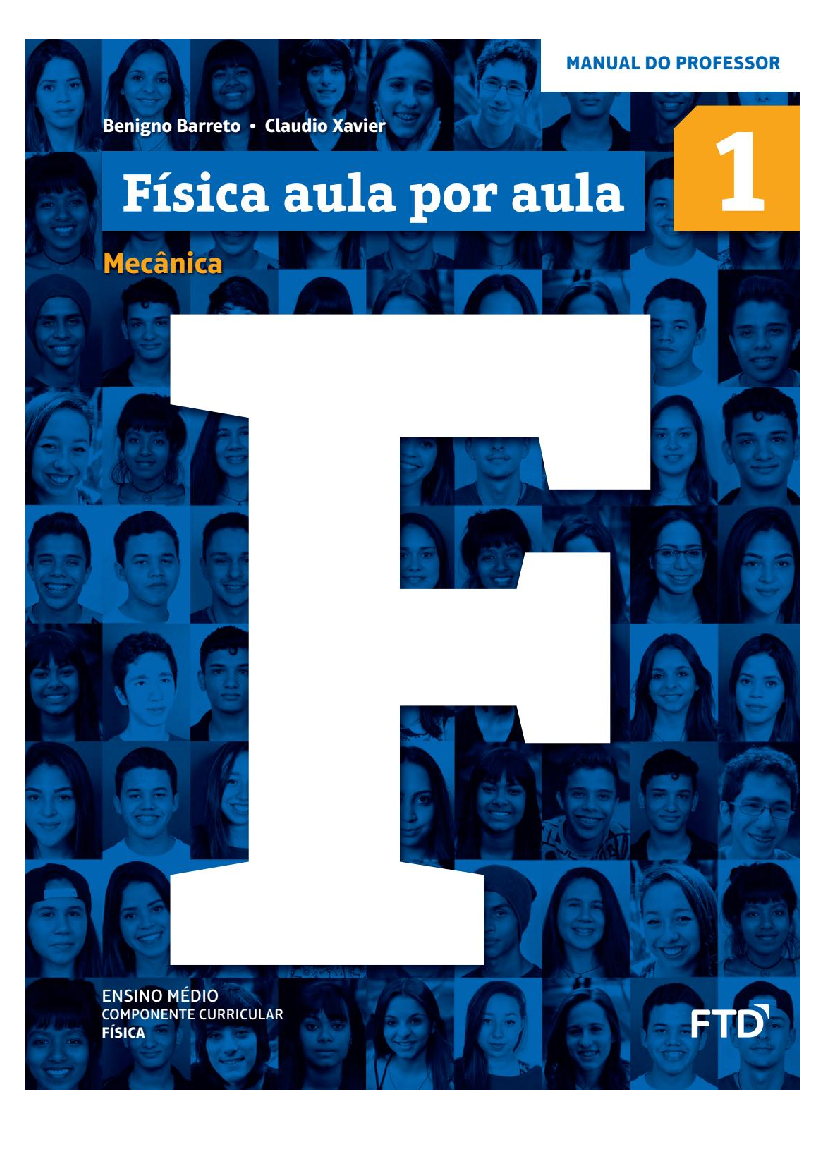 MANUAL DO PROFESSOR
Benigno Barreto • Claudio Xavier
1
Física aula por aula
Mecânica
F
ENSINO MÉDIO
COMPONENTE CURRICULAR
FÍSICA
FTD